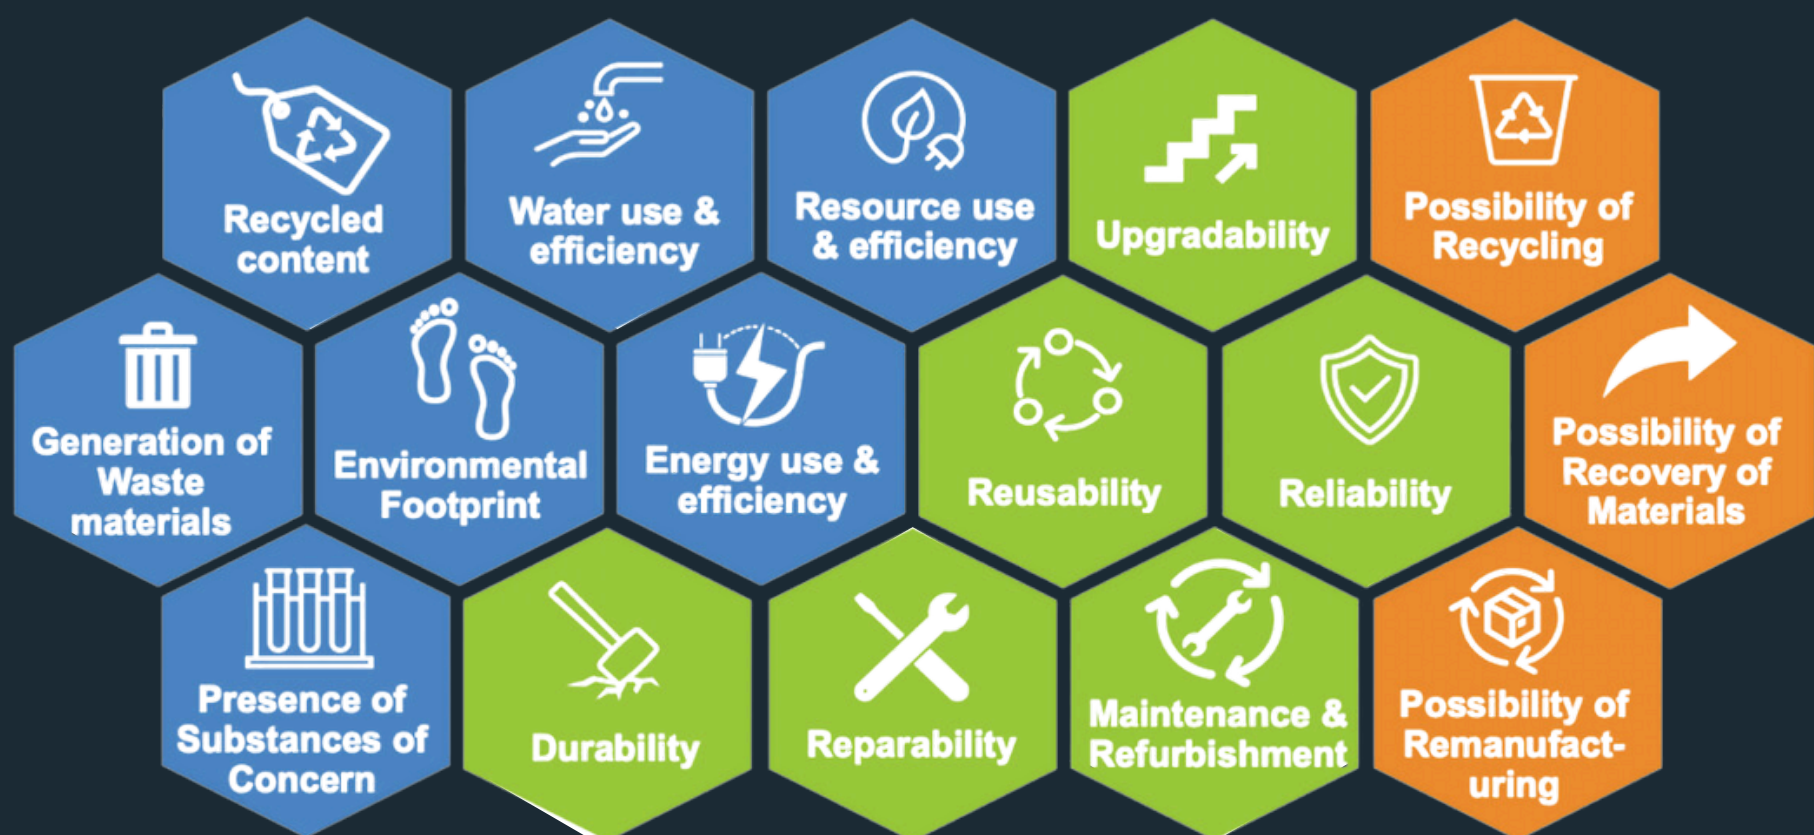 Recycled
content
Water use &
efficiency
Resource use
& efficiency
Upgradability
Possibility of
Recycling
Generation of
Waste
materials
Environmental
Footprint
Energy use &
efficiency
Reusability
Reliability
Possibility of
Recovery of
Materials
Presence of
Substances of
Concern
Durability
Reparability
Maintenance &
Refurbishment
Possibility of
Remanufact-
uring